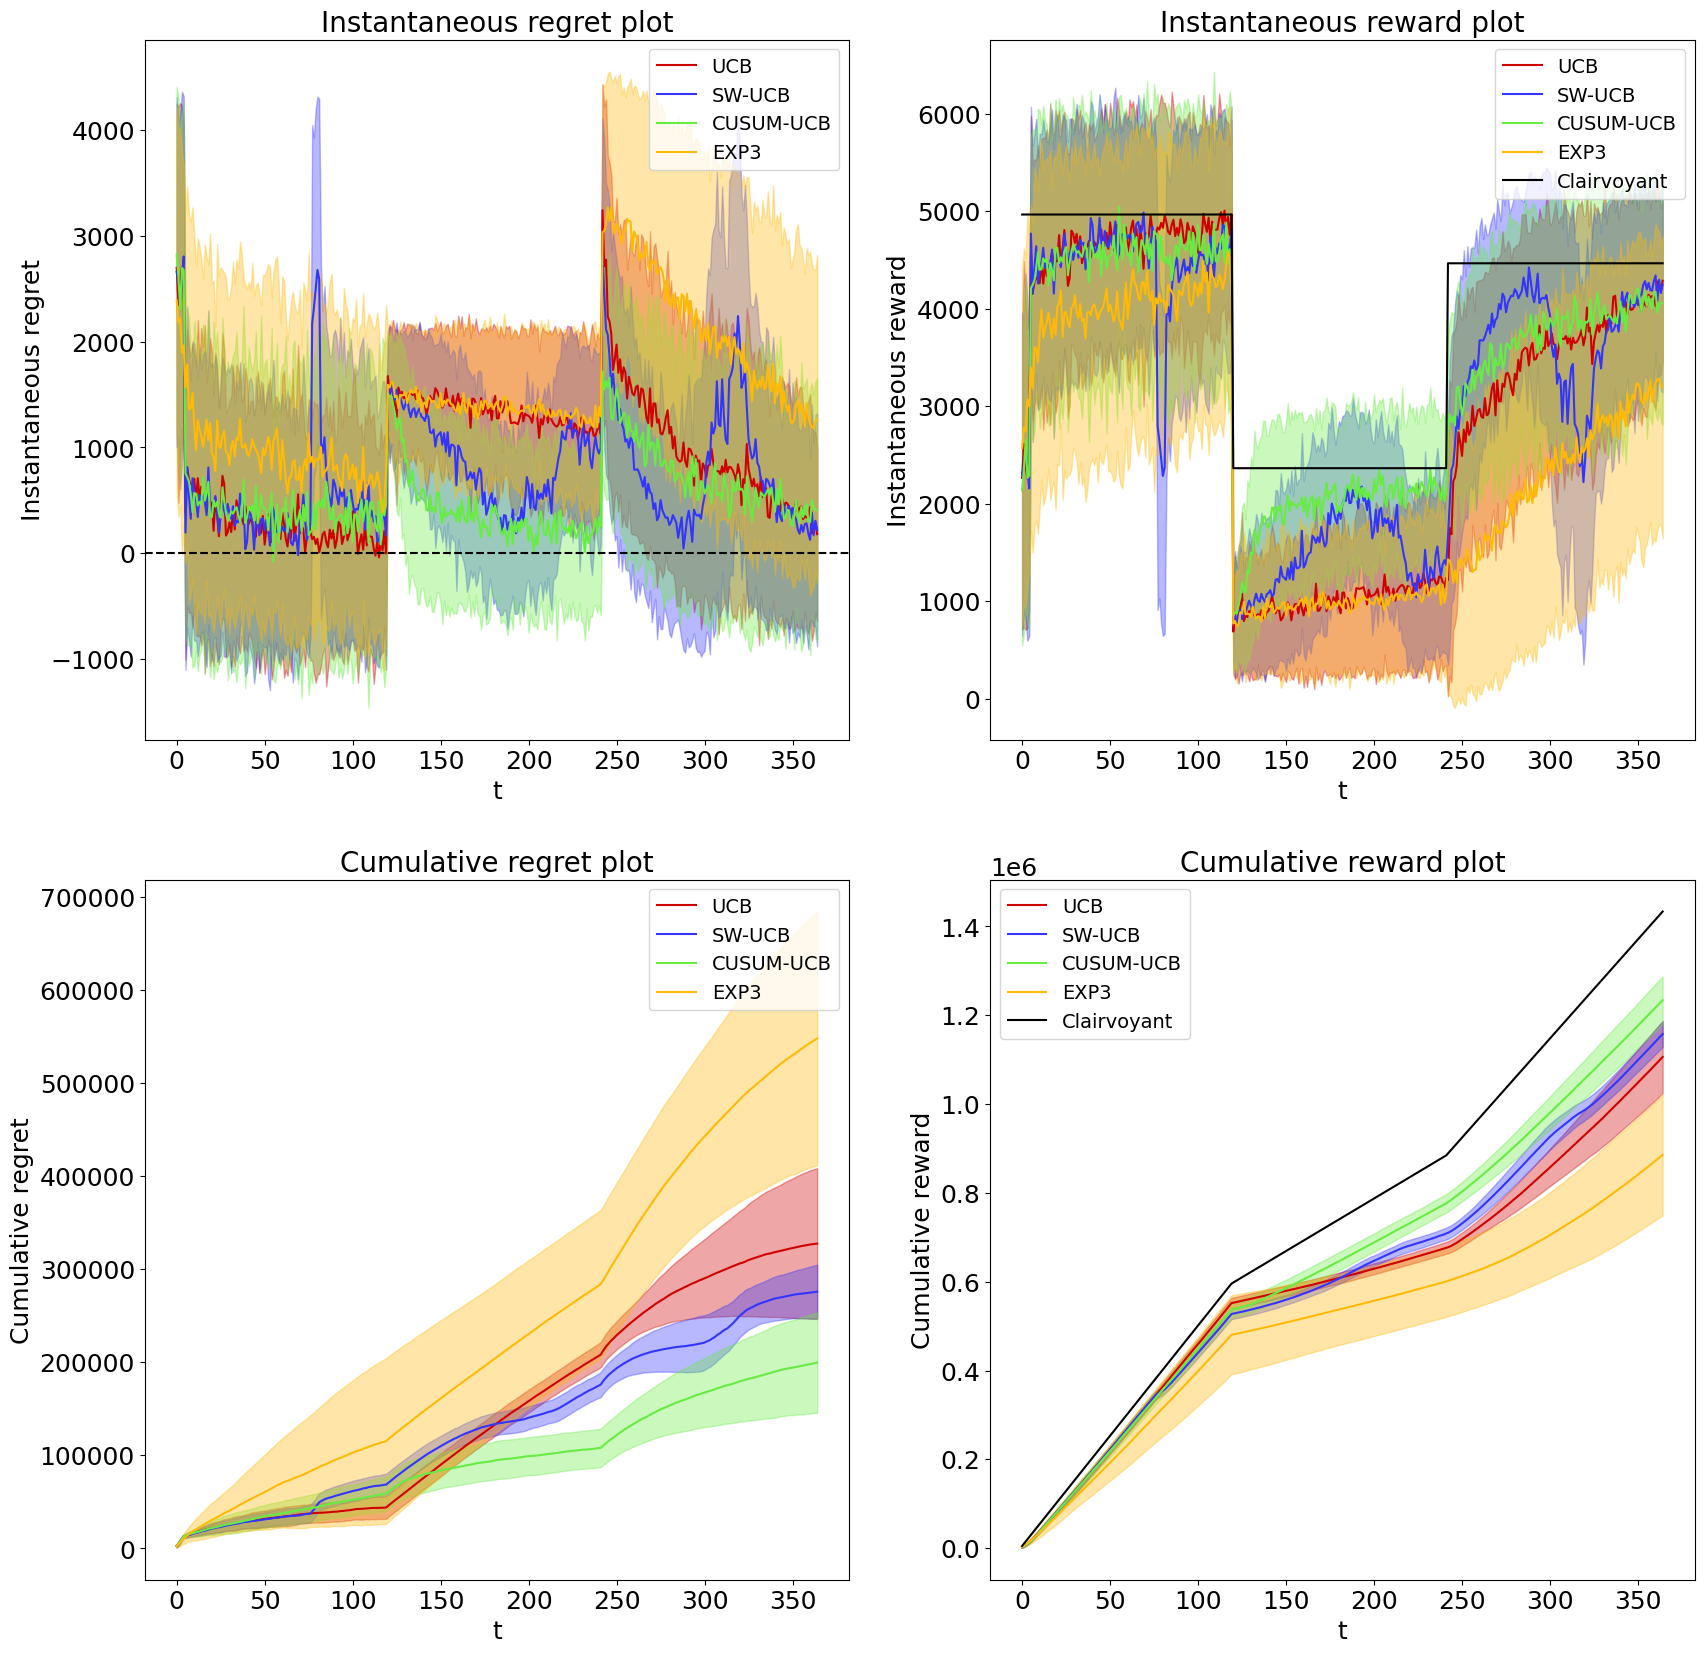 Instantaneous regret plot
Instantaneous regret
4000
3000
2000
1000
0
−1000
0 50 100 150 200 250 300 350
t
UCB
SW-UCB
CUSUM-UCB
EXP3
Instantaneous reward plot
Instantaneous reward
6000
5000
4000
3000
2000
1000
0
0 50 100 150 200 250 300 350
t
UCB
SW-UCB
CUSUM-UCB
EXP3
Clairvoyant
Cumulative regret plot
Cumulative regret
700000
600000
500000
400000
300000
200000
100000
0
0 50 100 150 200 250 300 350
t
UCB
SW-UCB
CUSUM-UCB
EXP3
Cumulative reward plot
1e6
Cumulative reward
1.4
1.2
1.0
0.8
0.6
0.4
0.2
0.0
0 50 100 150 200 250 300 350
t
UCB
SW-UCB
CUSUM-UCB
EXP3
Clairvoyant